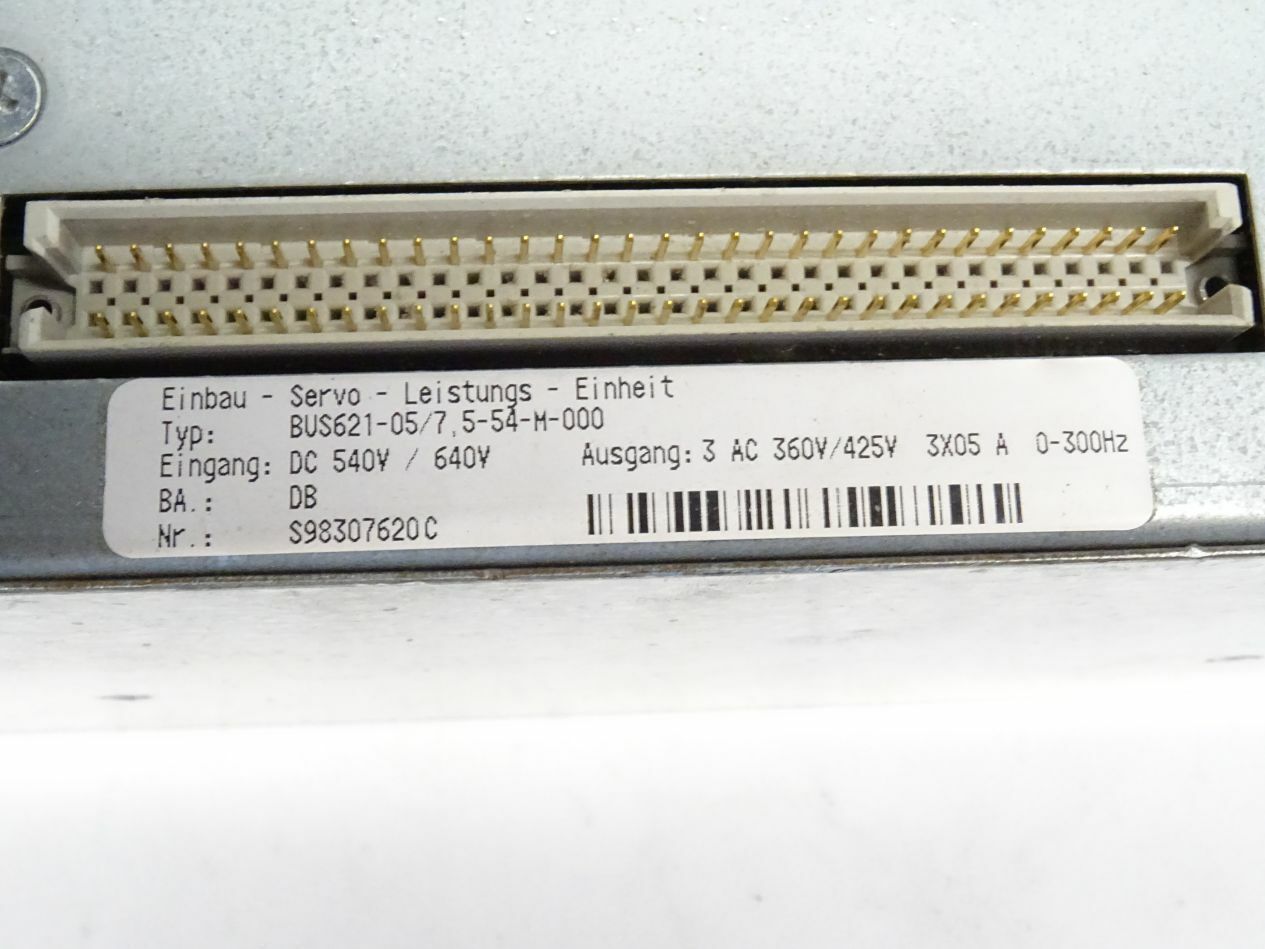 Einbau - Servo - Leistungs - Einheit
Typ: BUS621-05/7,5-54-M-000
Eingang: DC 540V / 640V Ausgang: 3 AC 360V/425V 3X05 A 0-300Hz
BA.: DB
Nr.: S98307620C